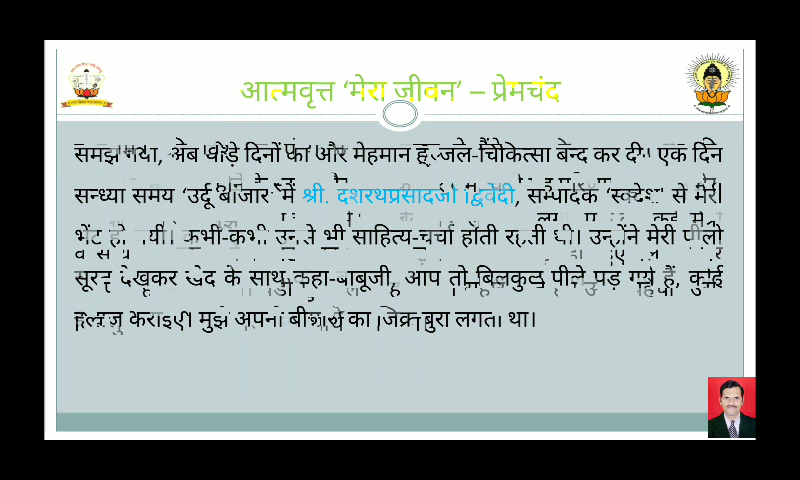 आत्मवृत्त ‘मेरा जीवन’ – प्रेमचंद
समझ गया, अब थोड़े दिनों का और मेहमान हूँ जल-चिकित्सा बन्द कर दी। एक दिन
सन्ध्या समय ‘उर्दू बाजार’ में श्री. दशरथप्रसादजी द्विवेदी, सम्पादक ‘स्वदेश’ से मेरी
भेंट हो गयी। कभी-कभी उनसे भी साहित्य-चर्चा होती रहती थी। उन्होंने मेरी पीली
सूरत देखकर खेद के साथ कहा-बाबूजी, आप तो बिलकुल पीले पड़ गये हैं, कोई
इलाज कराइए। मुझे अपनी बीमारी का जिक्र बुरा लगता था।